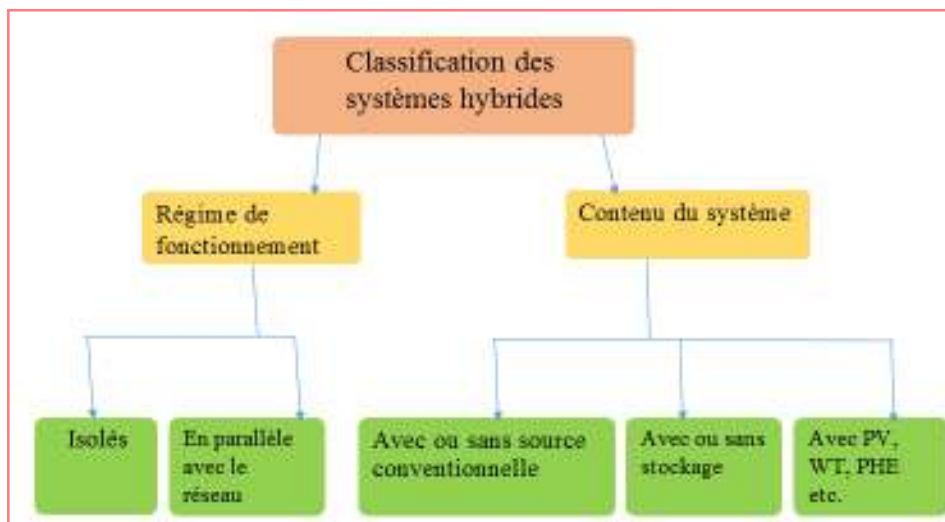 Classification des
systèmes hybrides
Régime de
fonctionnement
Contenu du système
Isolés
En parallèle
avec le
réseau
Avec ou sans source
conventionnelle
Avec ou sans
stockage
Avec PV,
WT, PHE
etc.